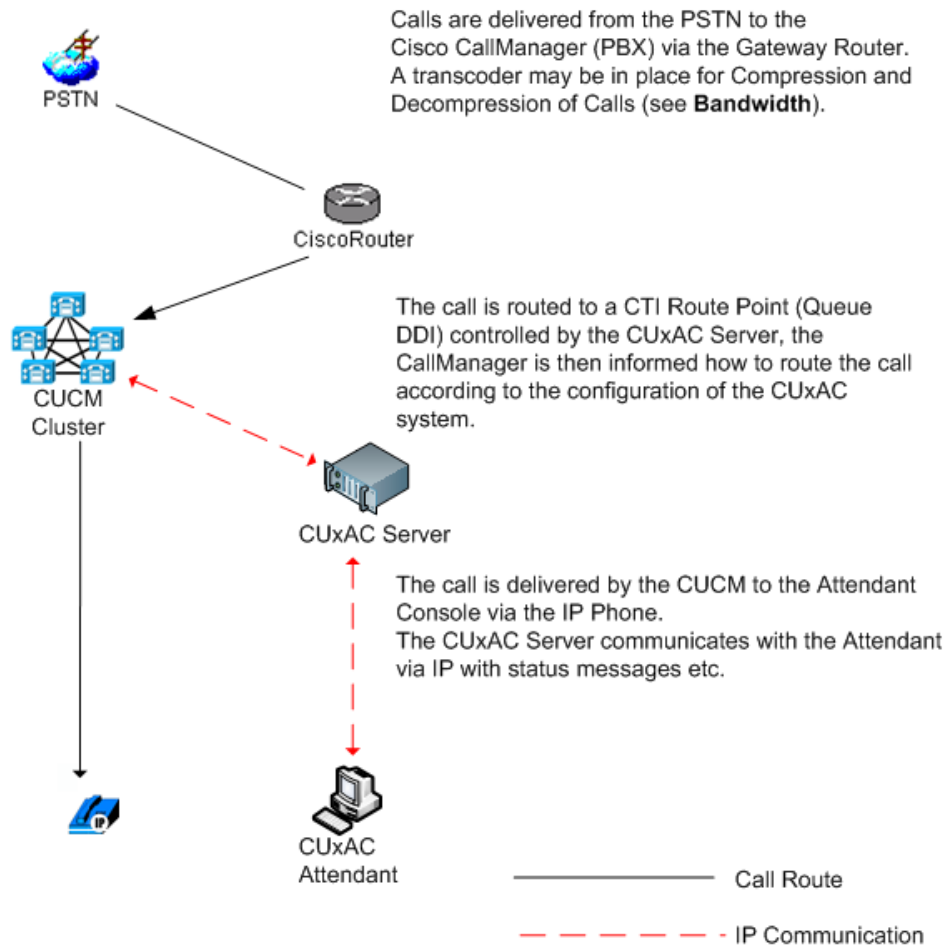 Calls are delivered from the PSTN to the
Cisco CallManager (PBX) via the Gateway Router.
A transcoder may be in place for Compression and
Decompression of Calls (see Bandwidth).
PSTN
CiscoRouter
The call is routed to a CTI Route Point (Queue
DDI) controlled by the CUxAC Server, the
CallManager is then informed how to route the call
according to the configuration of the CUxAC
system.
CUCM
Cluster
CUxAC Server
The call is delivered by the CUCM to the Attendant
Console via the IP Phone.
The CUxAC Server communicates with the Attendant
via IP with status messages etc.
IP
CUxAC
Attendant
Call Route
IP Communication